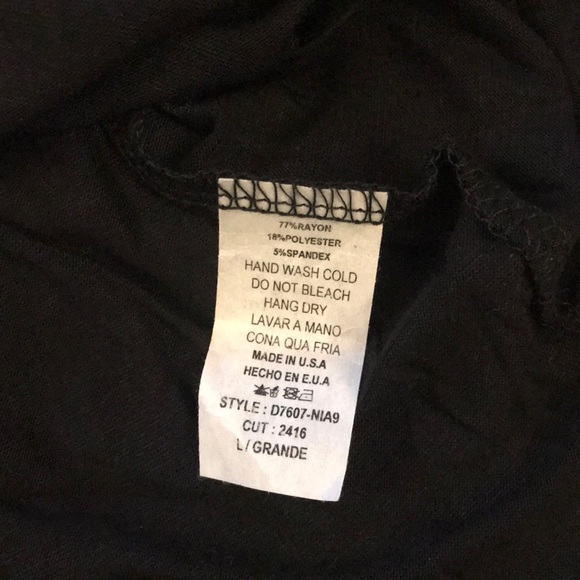 77%RAYON
18%POLYESTER
5%SPANDEX
HAND WASH COLD
DO NOT BLEACH
HANG DRY
LAVAR A MANO
CONA QUA FRIA
MADE IN U.S.A
HECHO EN E.U.A
STYLE : D7607-NIA9
CUT : 2416
L / GRANDE